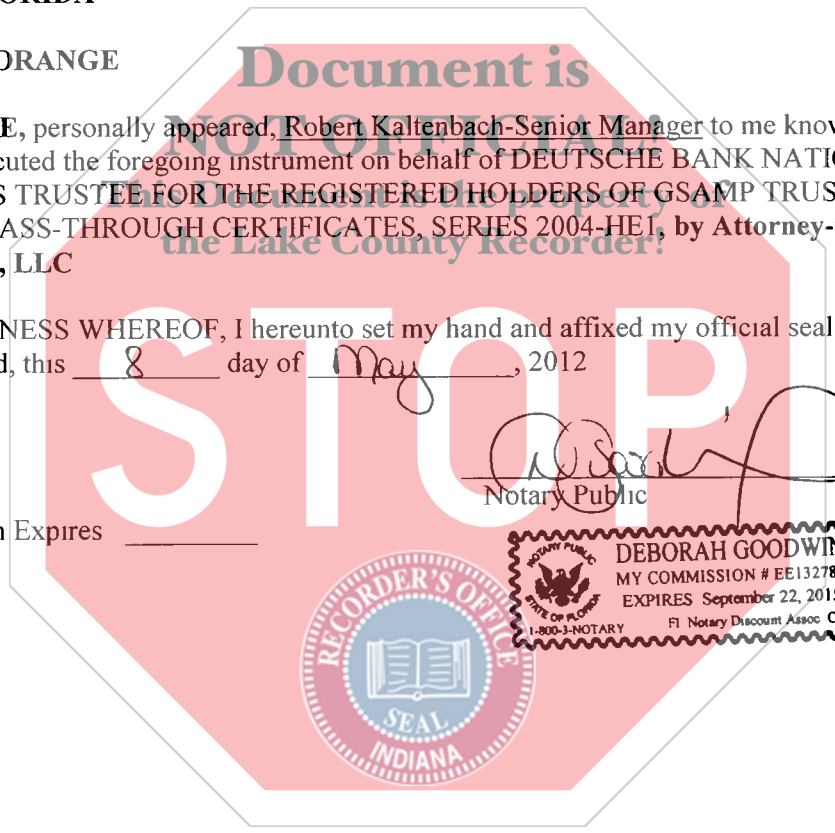 ORIDA
ORANGE
Document is
NOT OFFICIAL!
E, personally appeared, Robert Kaltenbach-Senior Manager to me know
cuted the foregoing instrument on behalf of DEUTSCHE BANK NATIO
S TRUSTEE FOR THE REGISTERED HOLDERS OF GSAMP TRUS
This Document is the property of
ASS-THROUGH CERTIFICATES, SERIES 2004-HE1, by Attorney-
the Lake County Recorder!
, LLC
NESS WHEREOF, I hereunto set my hand and affixed my official seal
d, this 8 day of May, 2012
STOP
Notary Public
n Expires
DEBORAH GOODWIN
MY COMMISSION # EE13278
EXPIRES September 22, 2015
Fl Notary Discount Assoc C
NOTARY PUBLIC
STATE OF FLORIDA
1-800-3-NOTARY
RECORDER'S OFFICE
SEAL
INDIANA